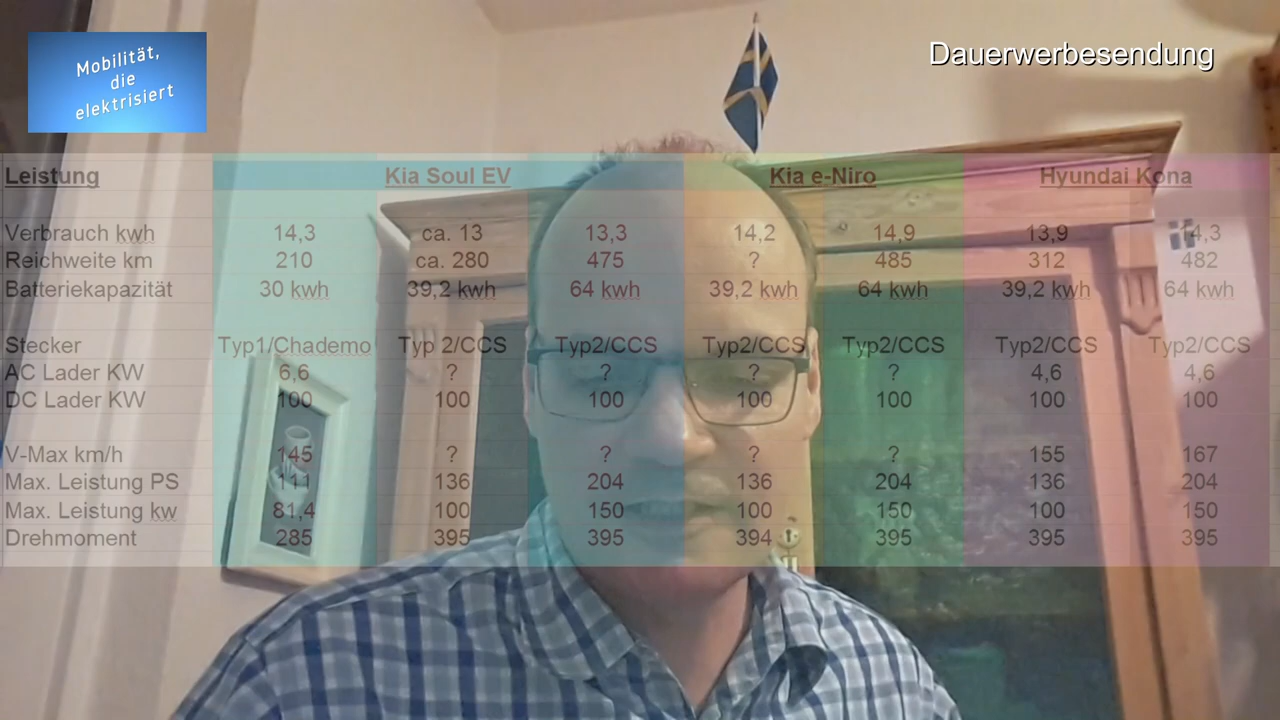 Mobilität,
die
elektrisiert
Dauerwerbesendung
Leistung Kia Soul EV Kia e-Niro Hyundai Kona
Verbrauch kwh 14,3 ca. 13 13,3 14,2 14,9 13,9 14,3
Reichweite km 210 ca. 280 475 ? 485 312 482
Batteriekapazität 30 kwh 39,2 kwh 64 kwh 39,2 kwh 64 kwh 39,2 kwh 64 kwh
Stecker Typ1/Chademo Typ 2/CCS Typ2/CCS Typ2/CCS Typ2/CCS Typ2/CCS Typ2/CCS
AC Lader KW 6,6 ? ? ? ? 4,6 4,6
DC Lader KW 100 100 100 100 100 100 100
V-Max km/h 145 ? ? ? ? 155 167
Max. Leistung PS 111 136 204 136 204 136 204
Max. Leistung kw 81,4 100 150 100 150 100 150
Drehmoment 285 395 395 394 395 395 395